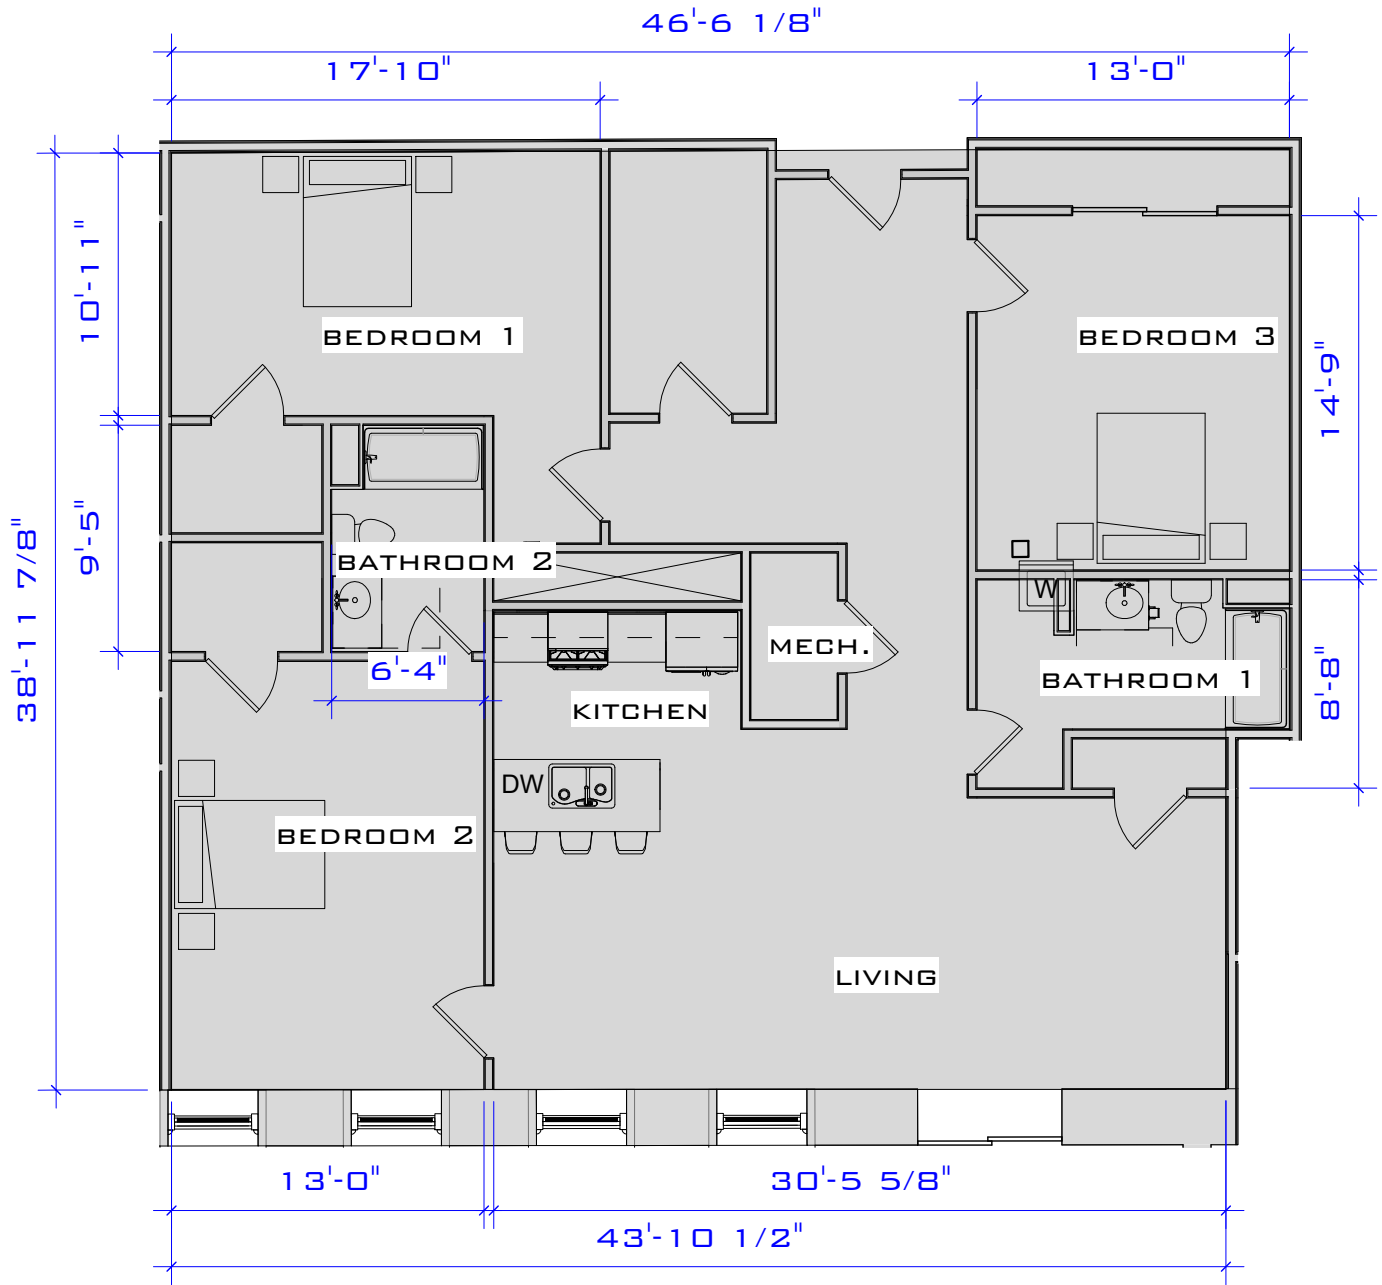 46'-6 1/8"
17'-10"
13'-0"
10'-11"
BEDROOM 1
BEDROOM 3
14'-9"
9'-5"
38'-11 7/8"
BATHROOM 2
W
MECH.
6'-4"
BATHROOM 1
8'-8"
KITCHEN
DW
BEDROOM 2
LIVING
13'-0"
30'-5 5/8"
43'-10 1/2"